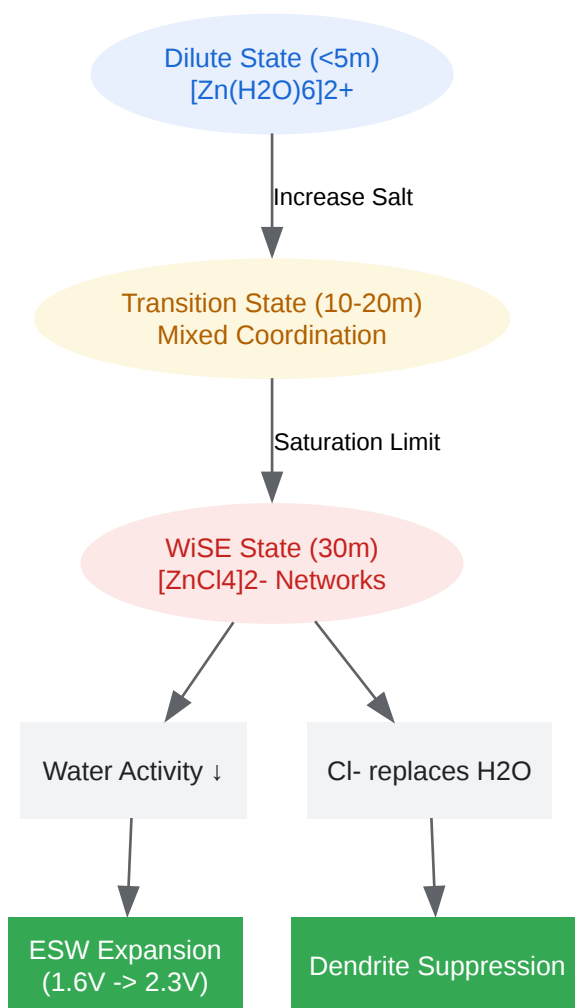 Dilute State (<5m)
[Zn(H2O)6]2+
Increase Salt
Transition State (10-20m)
Mixed Coordination
Saturation Limit
WiSE State (30m)
[ZnCl4]2- Networks
Water Activity ↓
Cl- replaces H2O
ESW Expansion
(1.6V -> 2.3V)
Dendrite Suppression